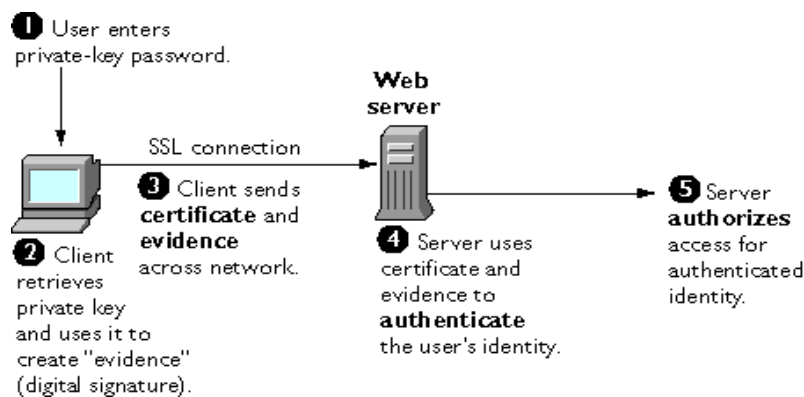 ❶ User enters
private-key password.
Web
server
SSL connection
❸ Client sends
certificate and
evidence
across network.
❷ Client
retrieves
private key
and uses it to
create "evidence"
(digital signature).
❹ Server uses
certificate and
evidence to
authenticate
the user's identity.
❺ Server
authorizes
access for
authenticated
identity.